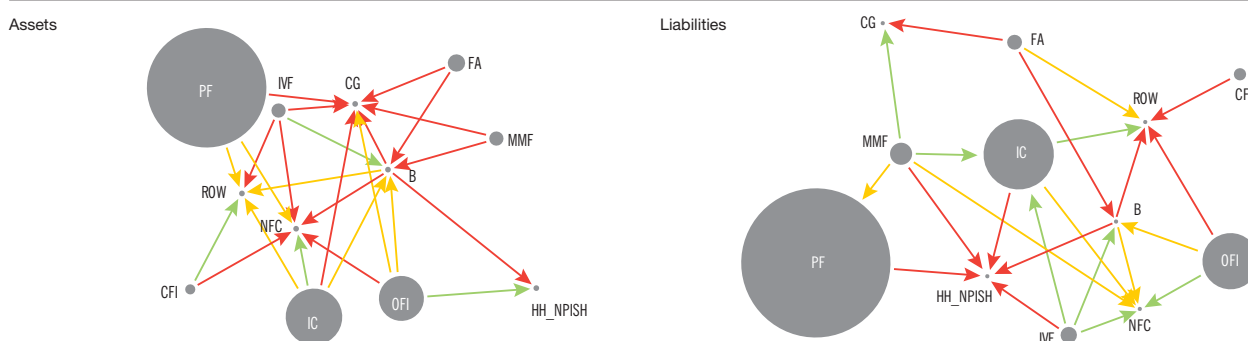 Assets
PF
IVF
CG
FA
MMF
B
ROW
NFC
CFI
IC
OFI
HH_NPISH
Liabilities
CG
FA
ROW
MMF
IC
B
PF
HH_NPISH
OFI
NFC